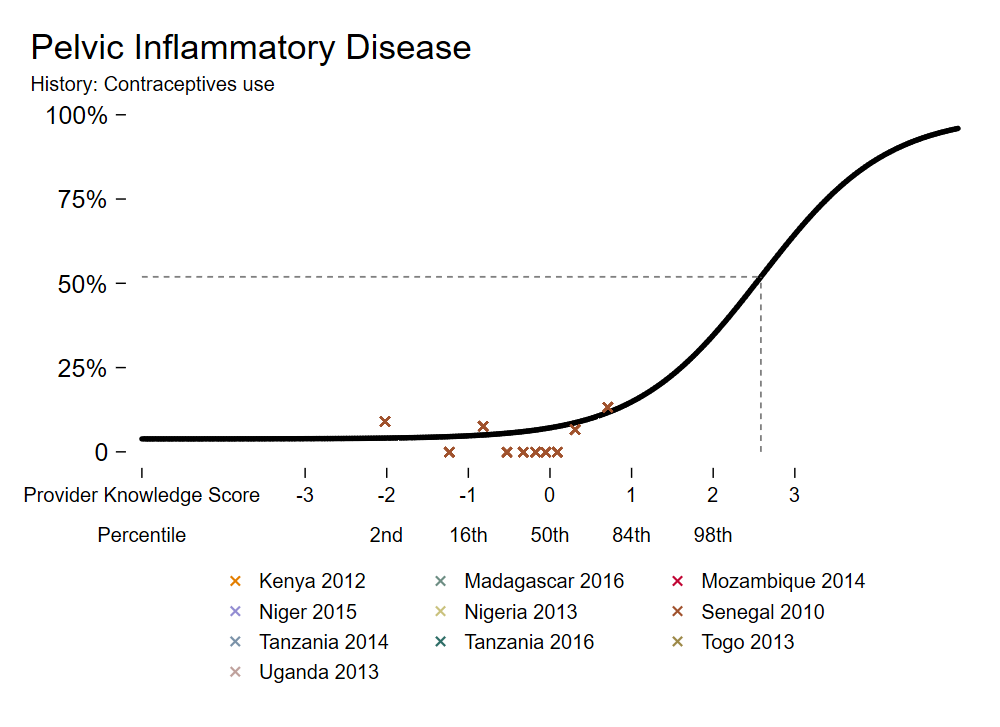 Pelvic Inflammatory Disease
History: Contraceptives use
100%
75%
50%
25%
0
Provider Knowledge Score -3 -2 -1 0 1 2 3
Percentile 2nd 16th 50th 84th 98th
Kenya 2012 Madagascar 2016 Mozambique 2014
Niger 2015 Nigeria 2013 Senegal 2010
Tanzania 2014 Tanzania 2016 Togo 2013
Uganda 2013